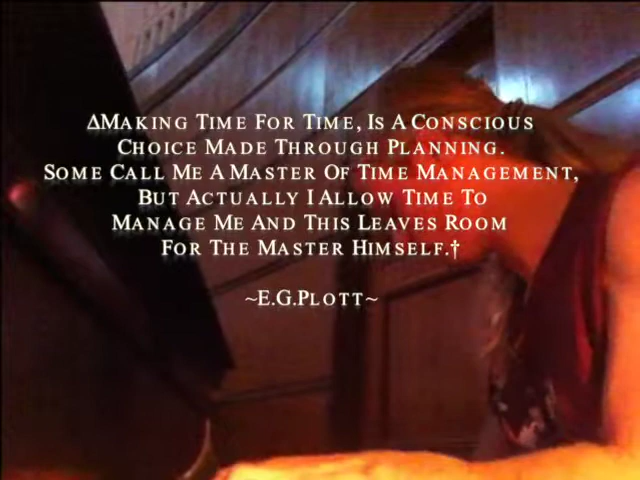 ∆Making Time For Time, Is A Conscious
Choice Made Through Planning.
Some Call Me A Master Of Time Management,
But Actually I Allow Time To
Manage Me And This Leaves Room
For The Master Himself.†
~E.G.Plott~